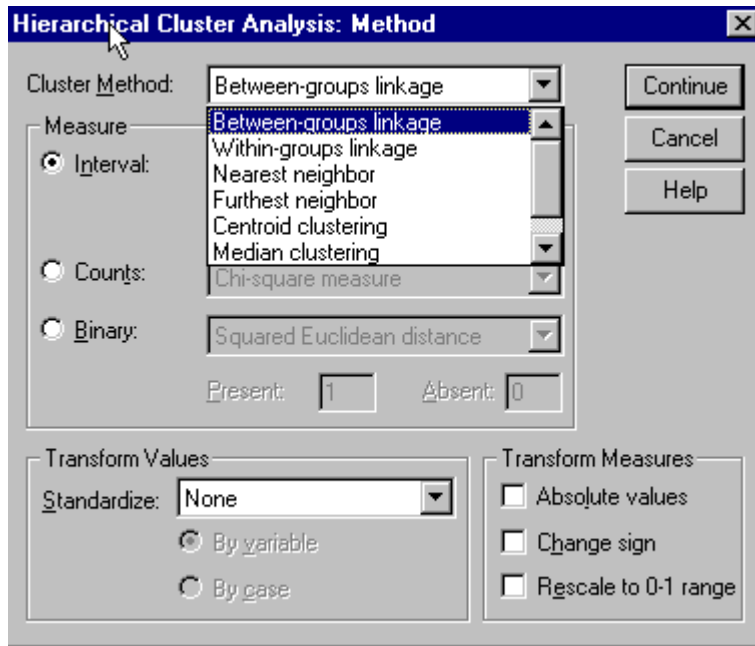 Hierarchical Cluster Analysis: Method
Cluster Method: Between-groups linkage
Continue
Between-groups linkage
Within-groups linkage
Nearest neighbor
Furthest neighbor
Centroid clustering
Median clustering
Cancel
Help
Measure
Interval:
Counts: Chi-square measure
Binary: Squared Euclidean distance
Present: 1 Absent: 0
Transform Values
Standardize: None
By variable
By case
Transform Measures
Absolute values
Change sign
Rescale to 0-1 range